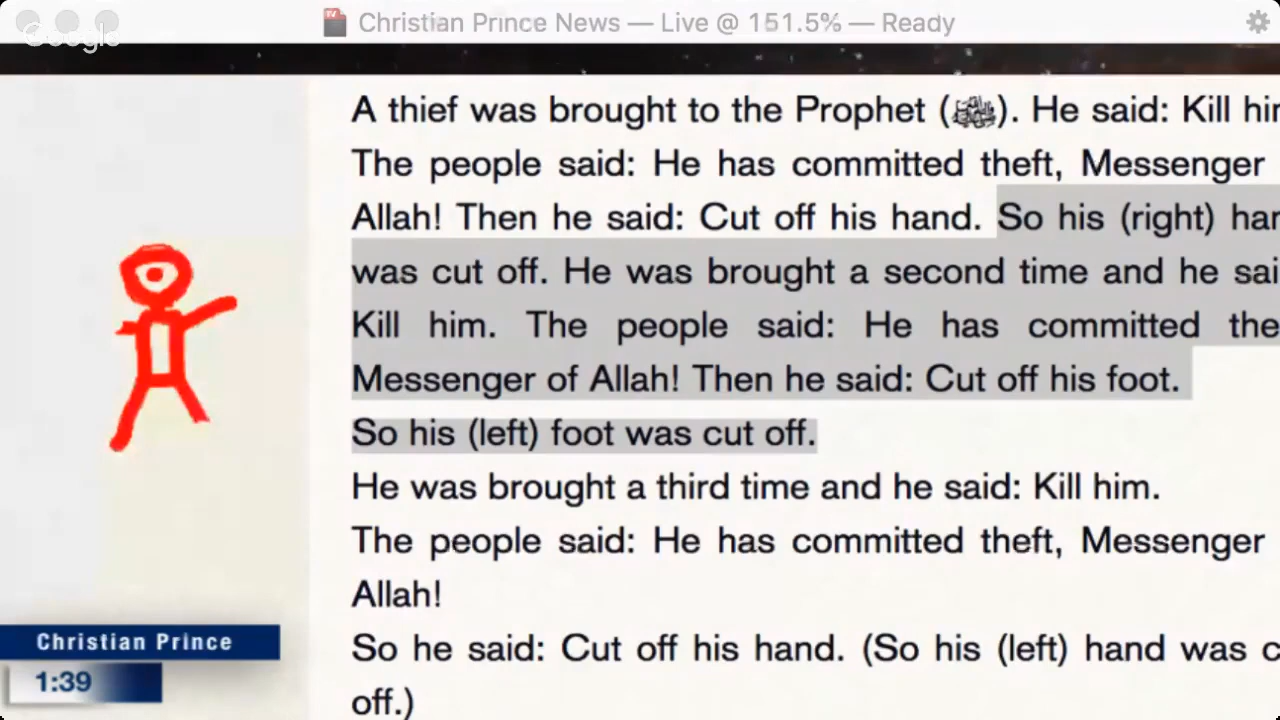 Christian Prince News — Live @ 151.5% — Ready
Google
A thief was brought to the Prophet (ﷺ). He said: Kill him
The people said: He has committed theft, Messenger
Allah! Then he said: Cut off his hand. So his (right)
was cut off. He was brought a second time and he
Kill him. The people said: He has committed
Messenger of Allah! Then he said: Cut off his foot.
So his (left) foot was cut off.
He was brought a third time and he said: Kill him.
The people said: He has committed theft, Messenger
Allah!
So he said: Cut off his hand. (So his (left) hand was
off.)
Christian Prince
1:39